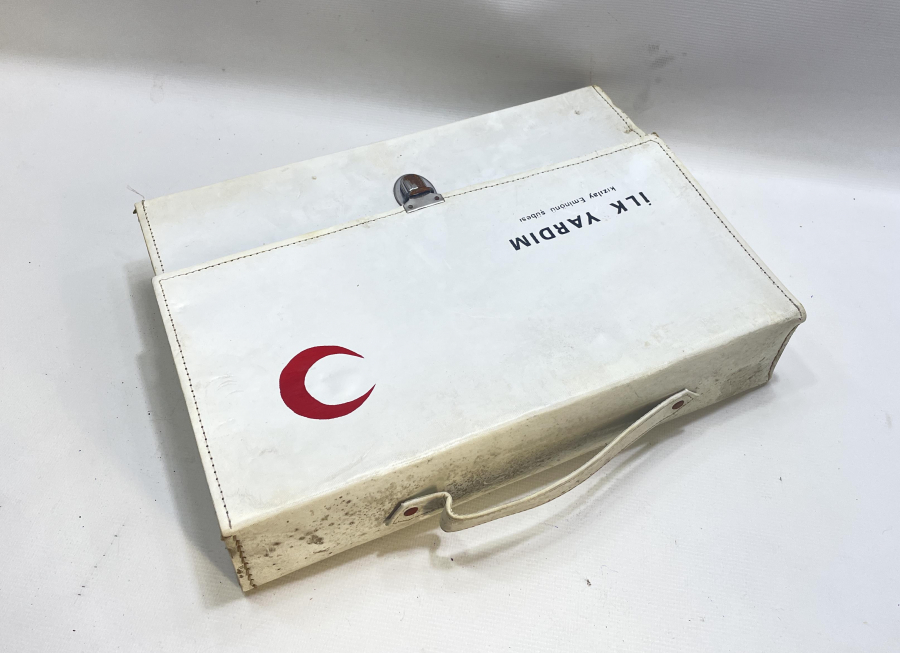 İLK YARDIM
kızılay Eminönü şubesi